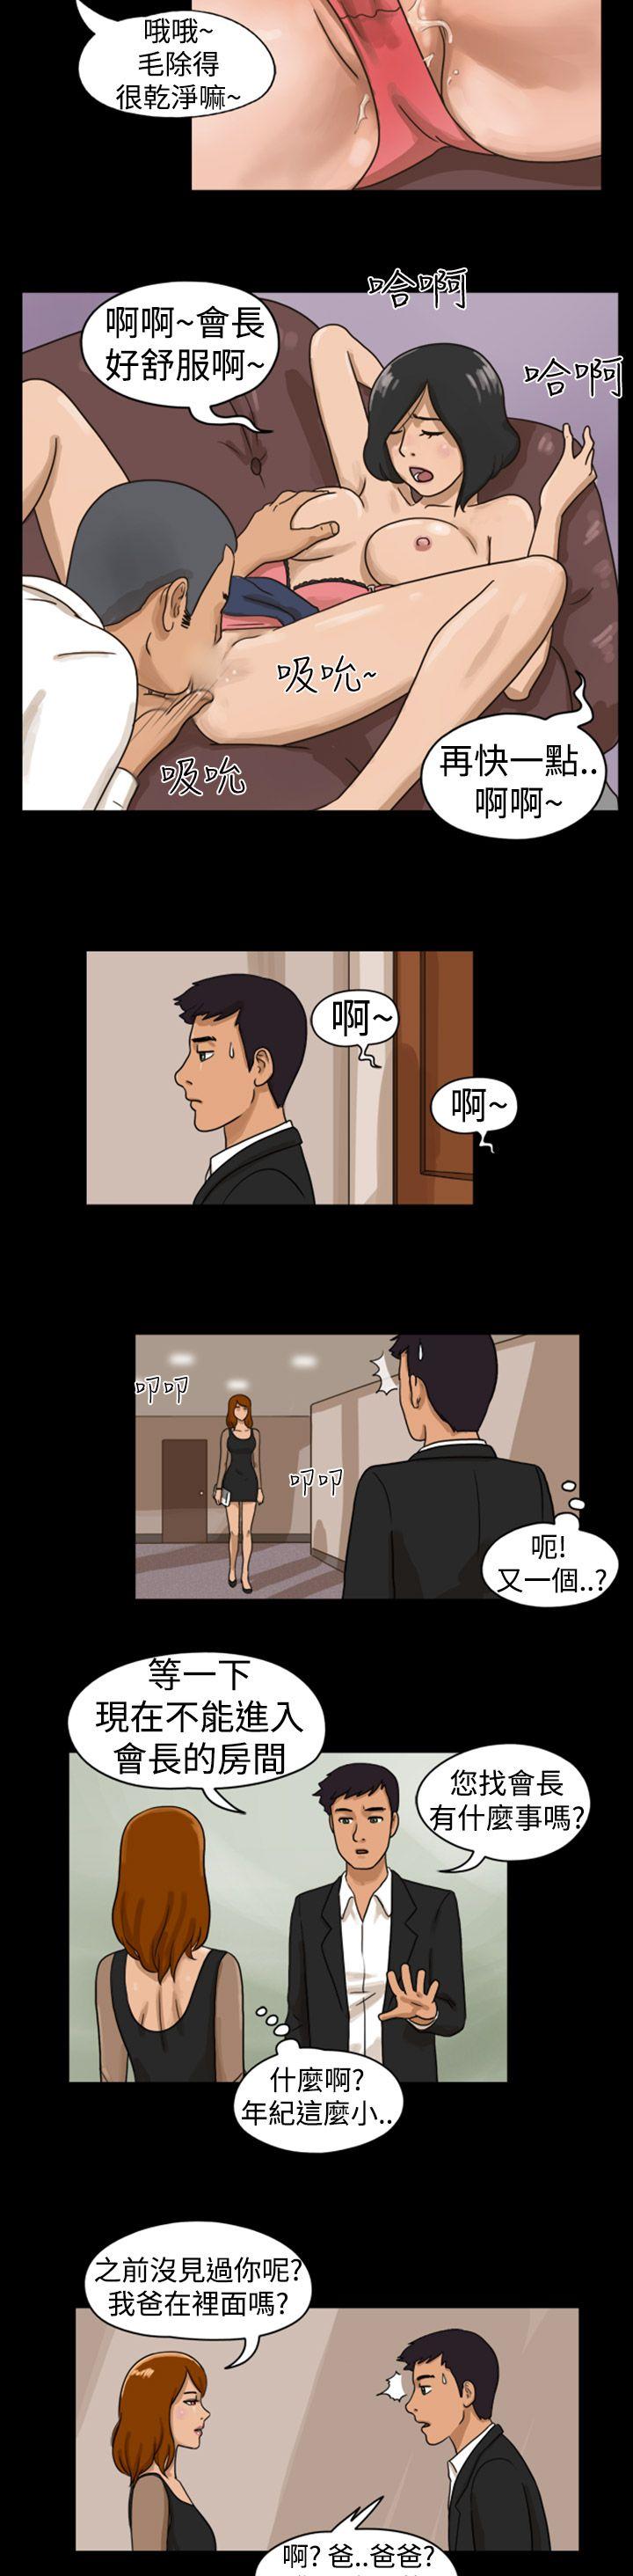 哦哦~
毛除得
很乾淨嘛~
哈啊
啊啊~會長
好舒服啊~
哈啊
吸吮~
吸吮
再快一點..
啊啊~
啊~
啊~
叩叩
叩叩
呃!
又一個..?
等一下
現在不能進入
會長的房間
您找會長
有什麼事嗎?
什麼啊?
年紀這麼小..
之前沒見過你呢?
我爸在裡面嗎?
啊? 爸..爸爸?